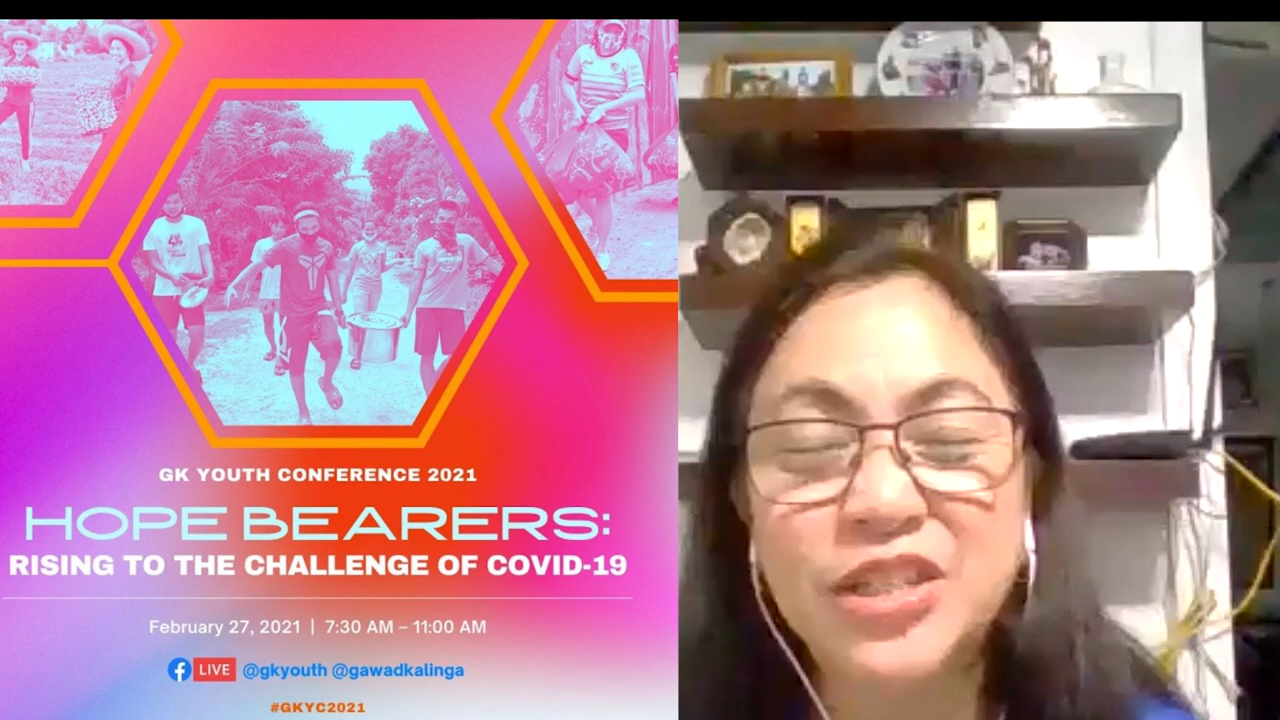 GK YOUTH CONFERENCE 2021
HOPE BEARERS:
RISING TO THE CHALLENGE OF COVID-19
February 27, 2021 | 7:30 AM – 11:00 AM
LIVE @gkyouth @gawadkalinga
#GKYC2021